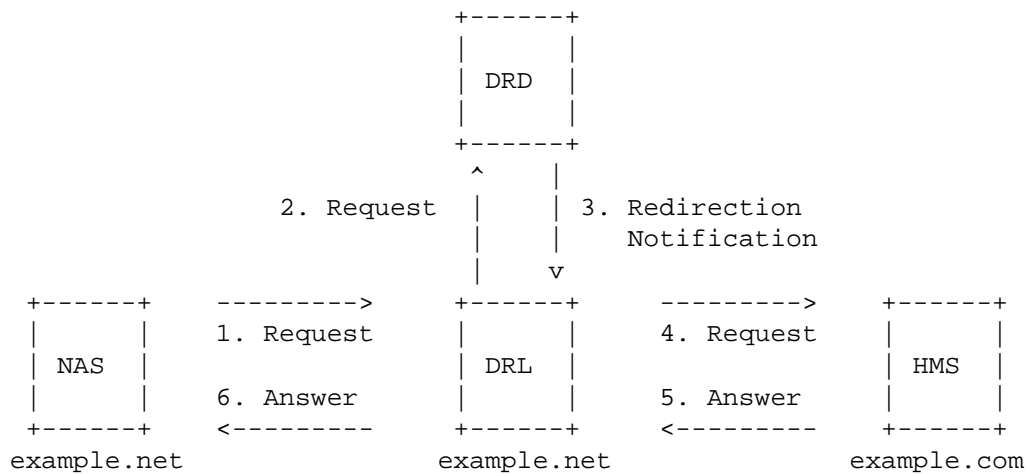 DRD
2. Request 3. Redirection
Notification
1. Request 4. Request
NAS DRL HMS
6. Answer 5. Answer
example.net example.net example.com